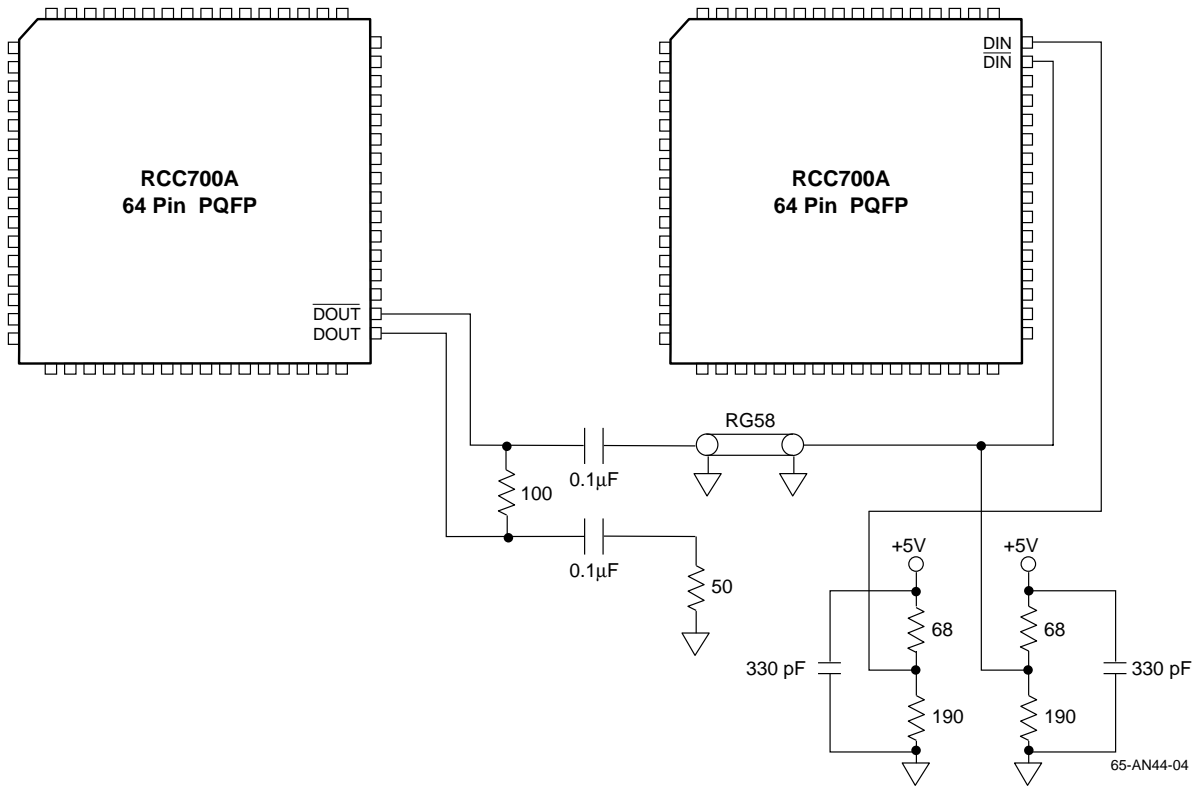 RCC700A
64 Pin PQFP
DOUT
DOUT
RCC700A
64 Pin PQFP
DIN
DIN
RG58
0.1µF
100
0.1µF
50
+5V
+5V
68
68
330 pF
330 pF
190
190
65-AN44-04